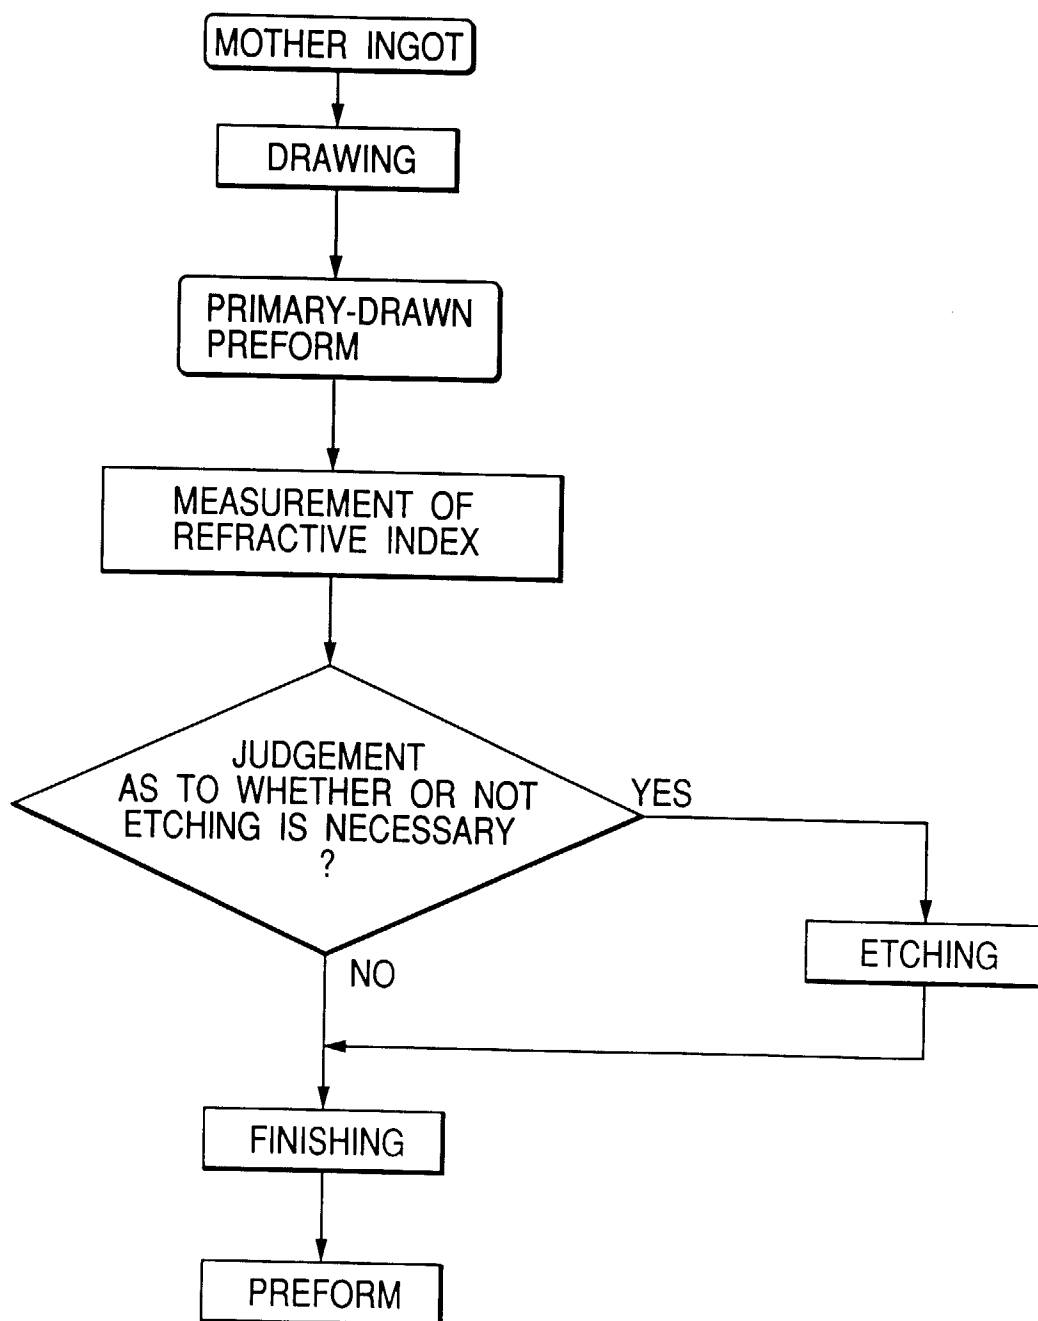 MOTHER INGOT
DRAWING
PRIMARY-DRAWN
PREFORM
MEASUREMENT OF
REFRACTIVE INDEX
JUDGEMENT
AS TO WHETHER OR NOT
ETCHING IS NECESSARY
?
YES
ETCHING
NO
FINISHING
PREFORM